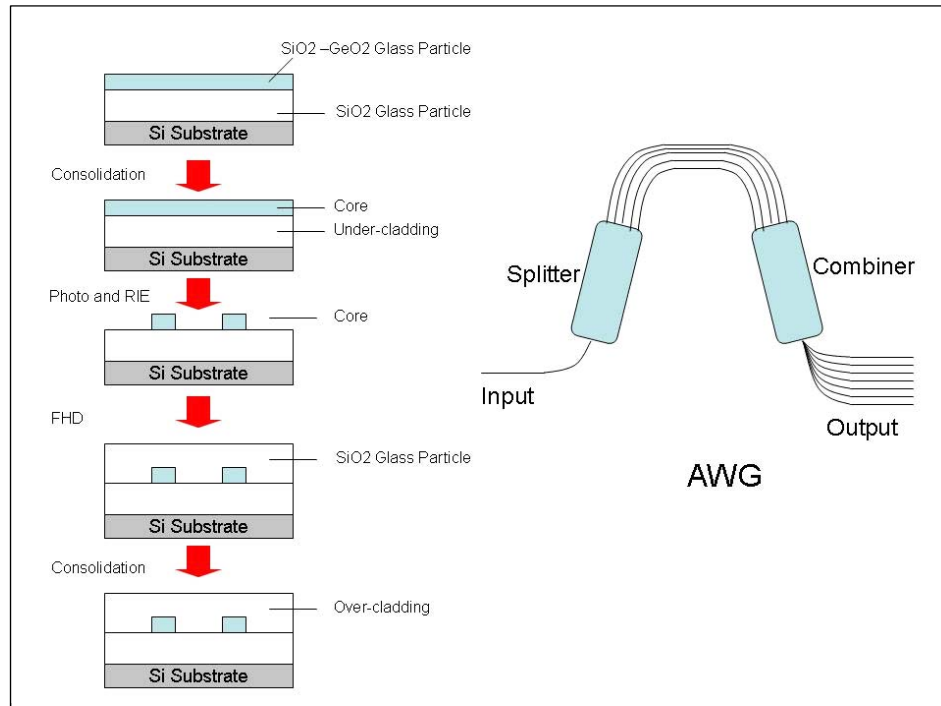 SiO2 –GeO2 Glass Particle
SiO2 Glass Particle
Si Substrate
Consolidation
Core
Under-cladding
Si Substrate
Photo and RIE
Core
Si Substrate
FHD
SiO2 Glass Particle
Si Substrate
Consolidation
Over-cladding
Si Substrate
Splitter
Combiner
Input
Output
AWG